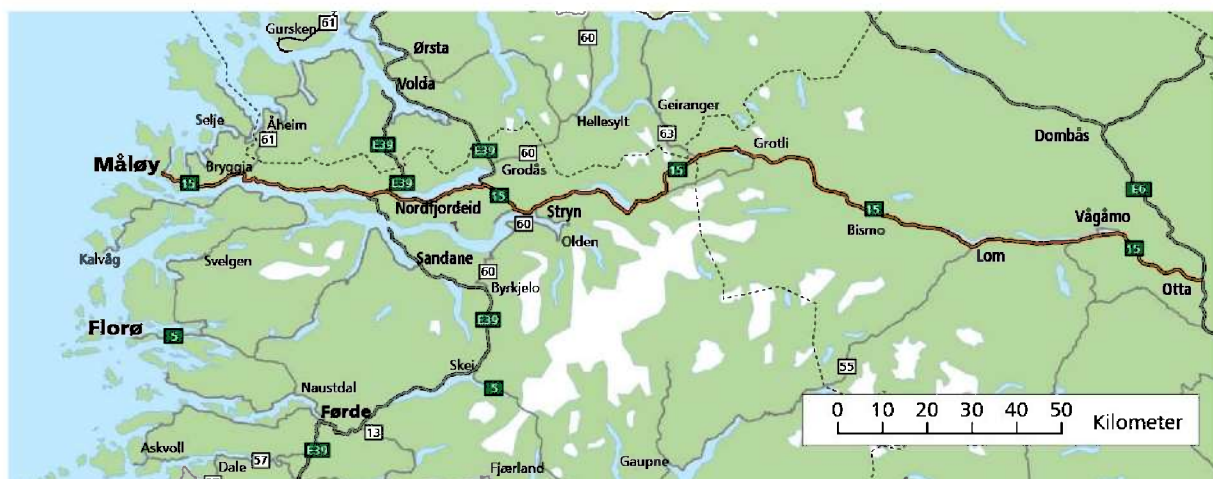 61
Gursken
60
Ørsta
Volda
Geiranger
Selje
Åheim
Hellesylt
63
Dombås
61
E39
E39
60
Grotli
Måløy
Bryggja
Grodås
15
15
E39
15
E6
Nordfjordeid
Stryn
15
Vågåmo
60
Bismo
Olden
15
Kalvåg
Svelgen
Sandane
Lom
60
Byrkjelo
Otta
Florø
5
E39
Skei
55
5
Naustdal
Førde
13
0 10 20 30 40 50
Kilometer
Askvoll
E39
57
Dale
Fjærland
Gaupne